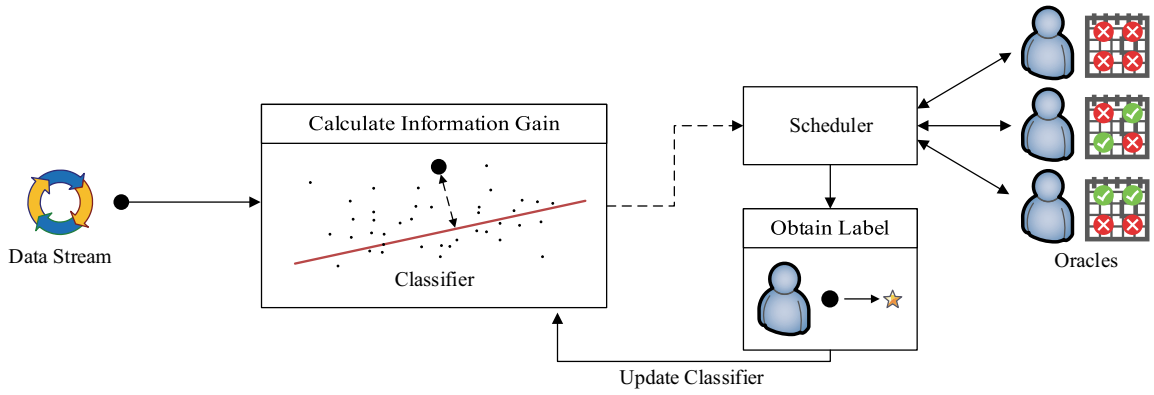 Data Stream
Calculate Information Gain
Classifier
Scheduler
Obtain Label
Update Classifier
Oracles